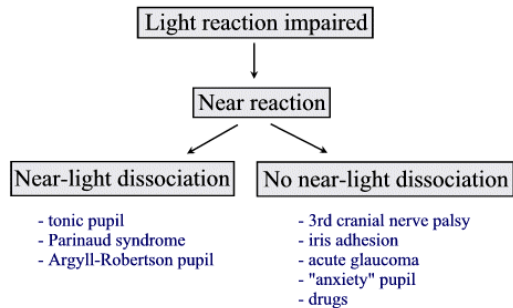 Light reaction impaired
Near reaction
Near-light dissociation
- tonic pupil
- Parinaud syndrome
- Argyll-Robertson pupil
No near-light dissociation
- 3rd cranial nerve palsy
- iris adhesion
- acute glaucoma
- "anxiety" pupil
- drugs